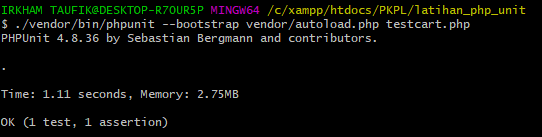 IRKHAM TAUFIK@DESKTOP-R7OUR5P MINGW64 /c/xampp/htdocs/PKPL/latihan_php_unit
$ ./vendor/bin/phpunit --bootstrap vendor/autoload.php testcart.php
PHPUnit 4.8.36 by Sebastian Bergmann and contributors.
.
Time: 1.11 seconds, Memory: 2.75MB
OK (1 test, 1 assertion)